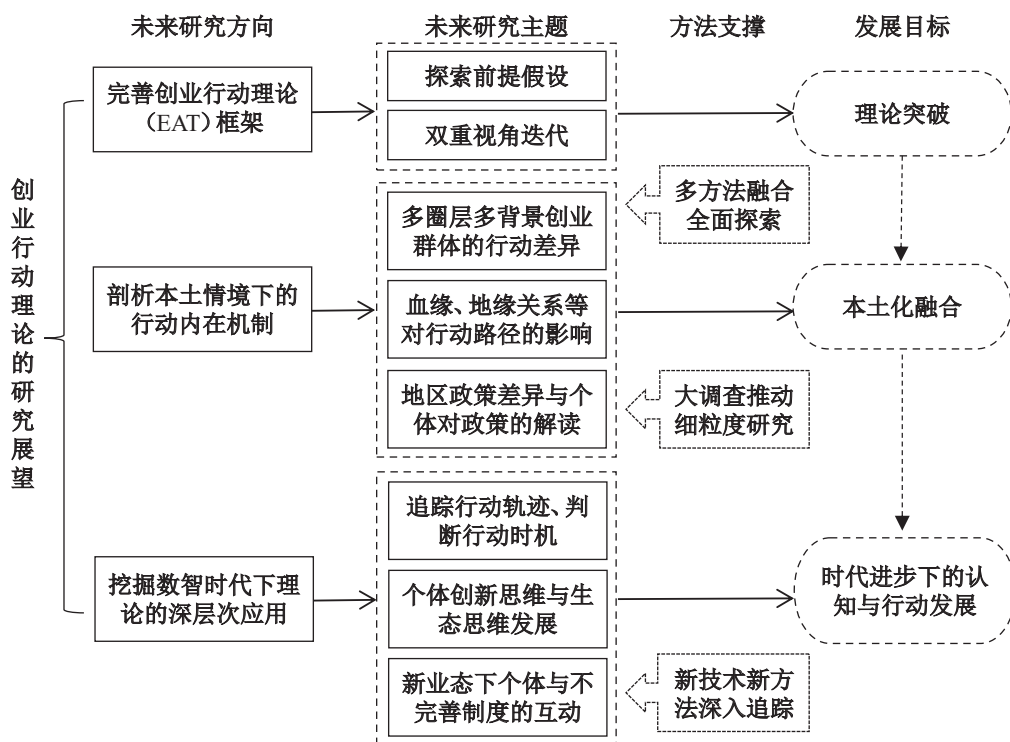 未来研究方向
未来研究主题
方法支撑
发展目标
创业行动理论的研究展望
完善创业行动理论
（EAT）框架
探索前提假设
双重视角迭代
理论突破
多方法融合
全面探索
剖析本土情境下的
行动内在机制
多圈层多背景创业
群体的行动差异
血缘、地缘关系等
对行动路径的影响
地区政策差异与个
体对政策的解读
本土化融合
大调查推动
细粒度研究
挖掘数智时代下理
论的深层次应用
追踪行动轨迹、判
断行动时机
个体创新思维与生
态思维发展
新业态下个体与不
完善制度的互动
时代进步下的认
知与行动发展
新技术新方
法深入追踪